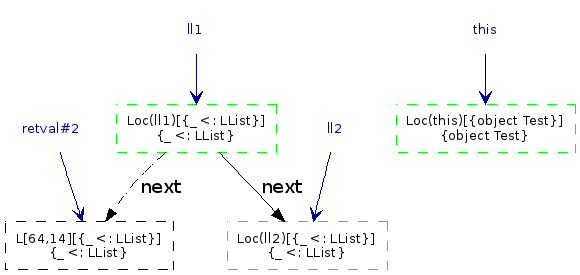 ll1
this
Loc(ll1)[{_ <: LList}]
{_ <: LList}
Loc(this)[{object Test}]
{object Test}
retval#2
ll2
next
next
L[64,14][{_ <: LList}]
{_ <: LList}
Loc(ll2)[{_ <: LList}]
{_ <: LList}